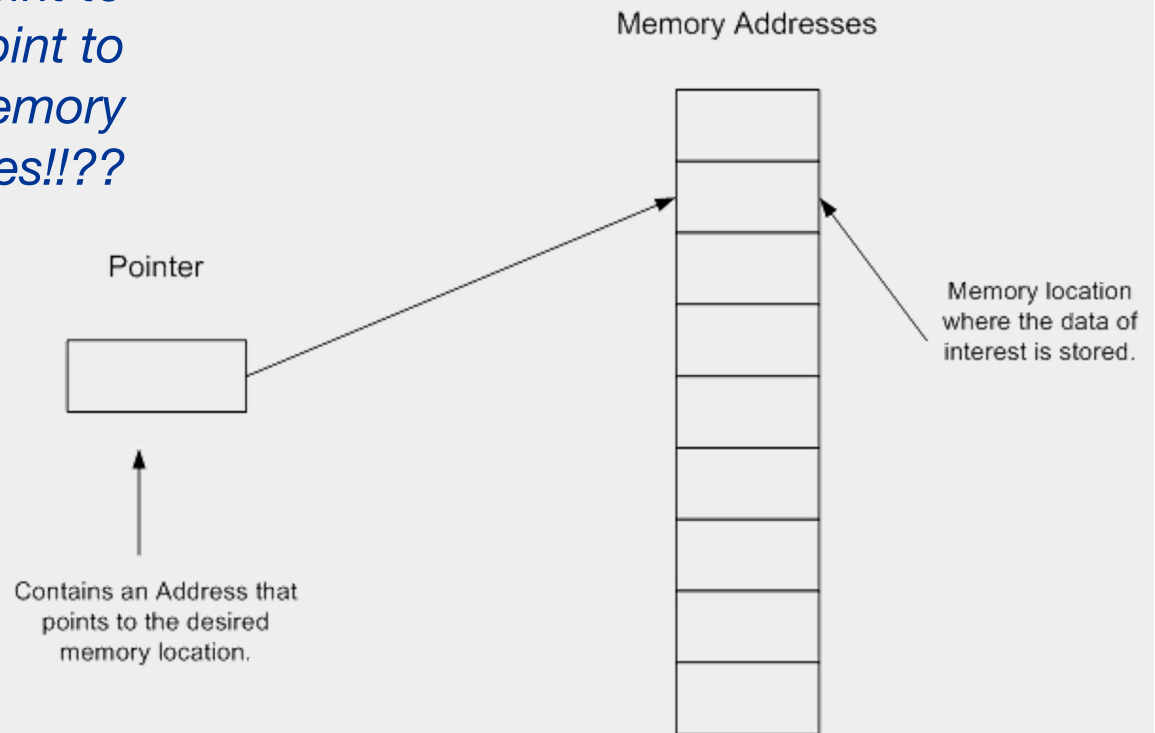 to
point to
Memory Addresses
Pointer
Memory location
where the data of
interest is stored.
Contains an Address that
points to the desired
memory location.